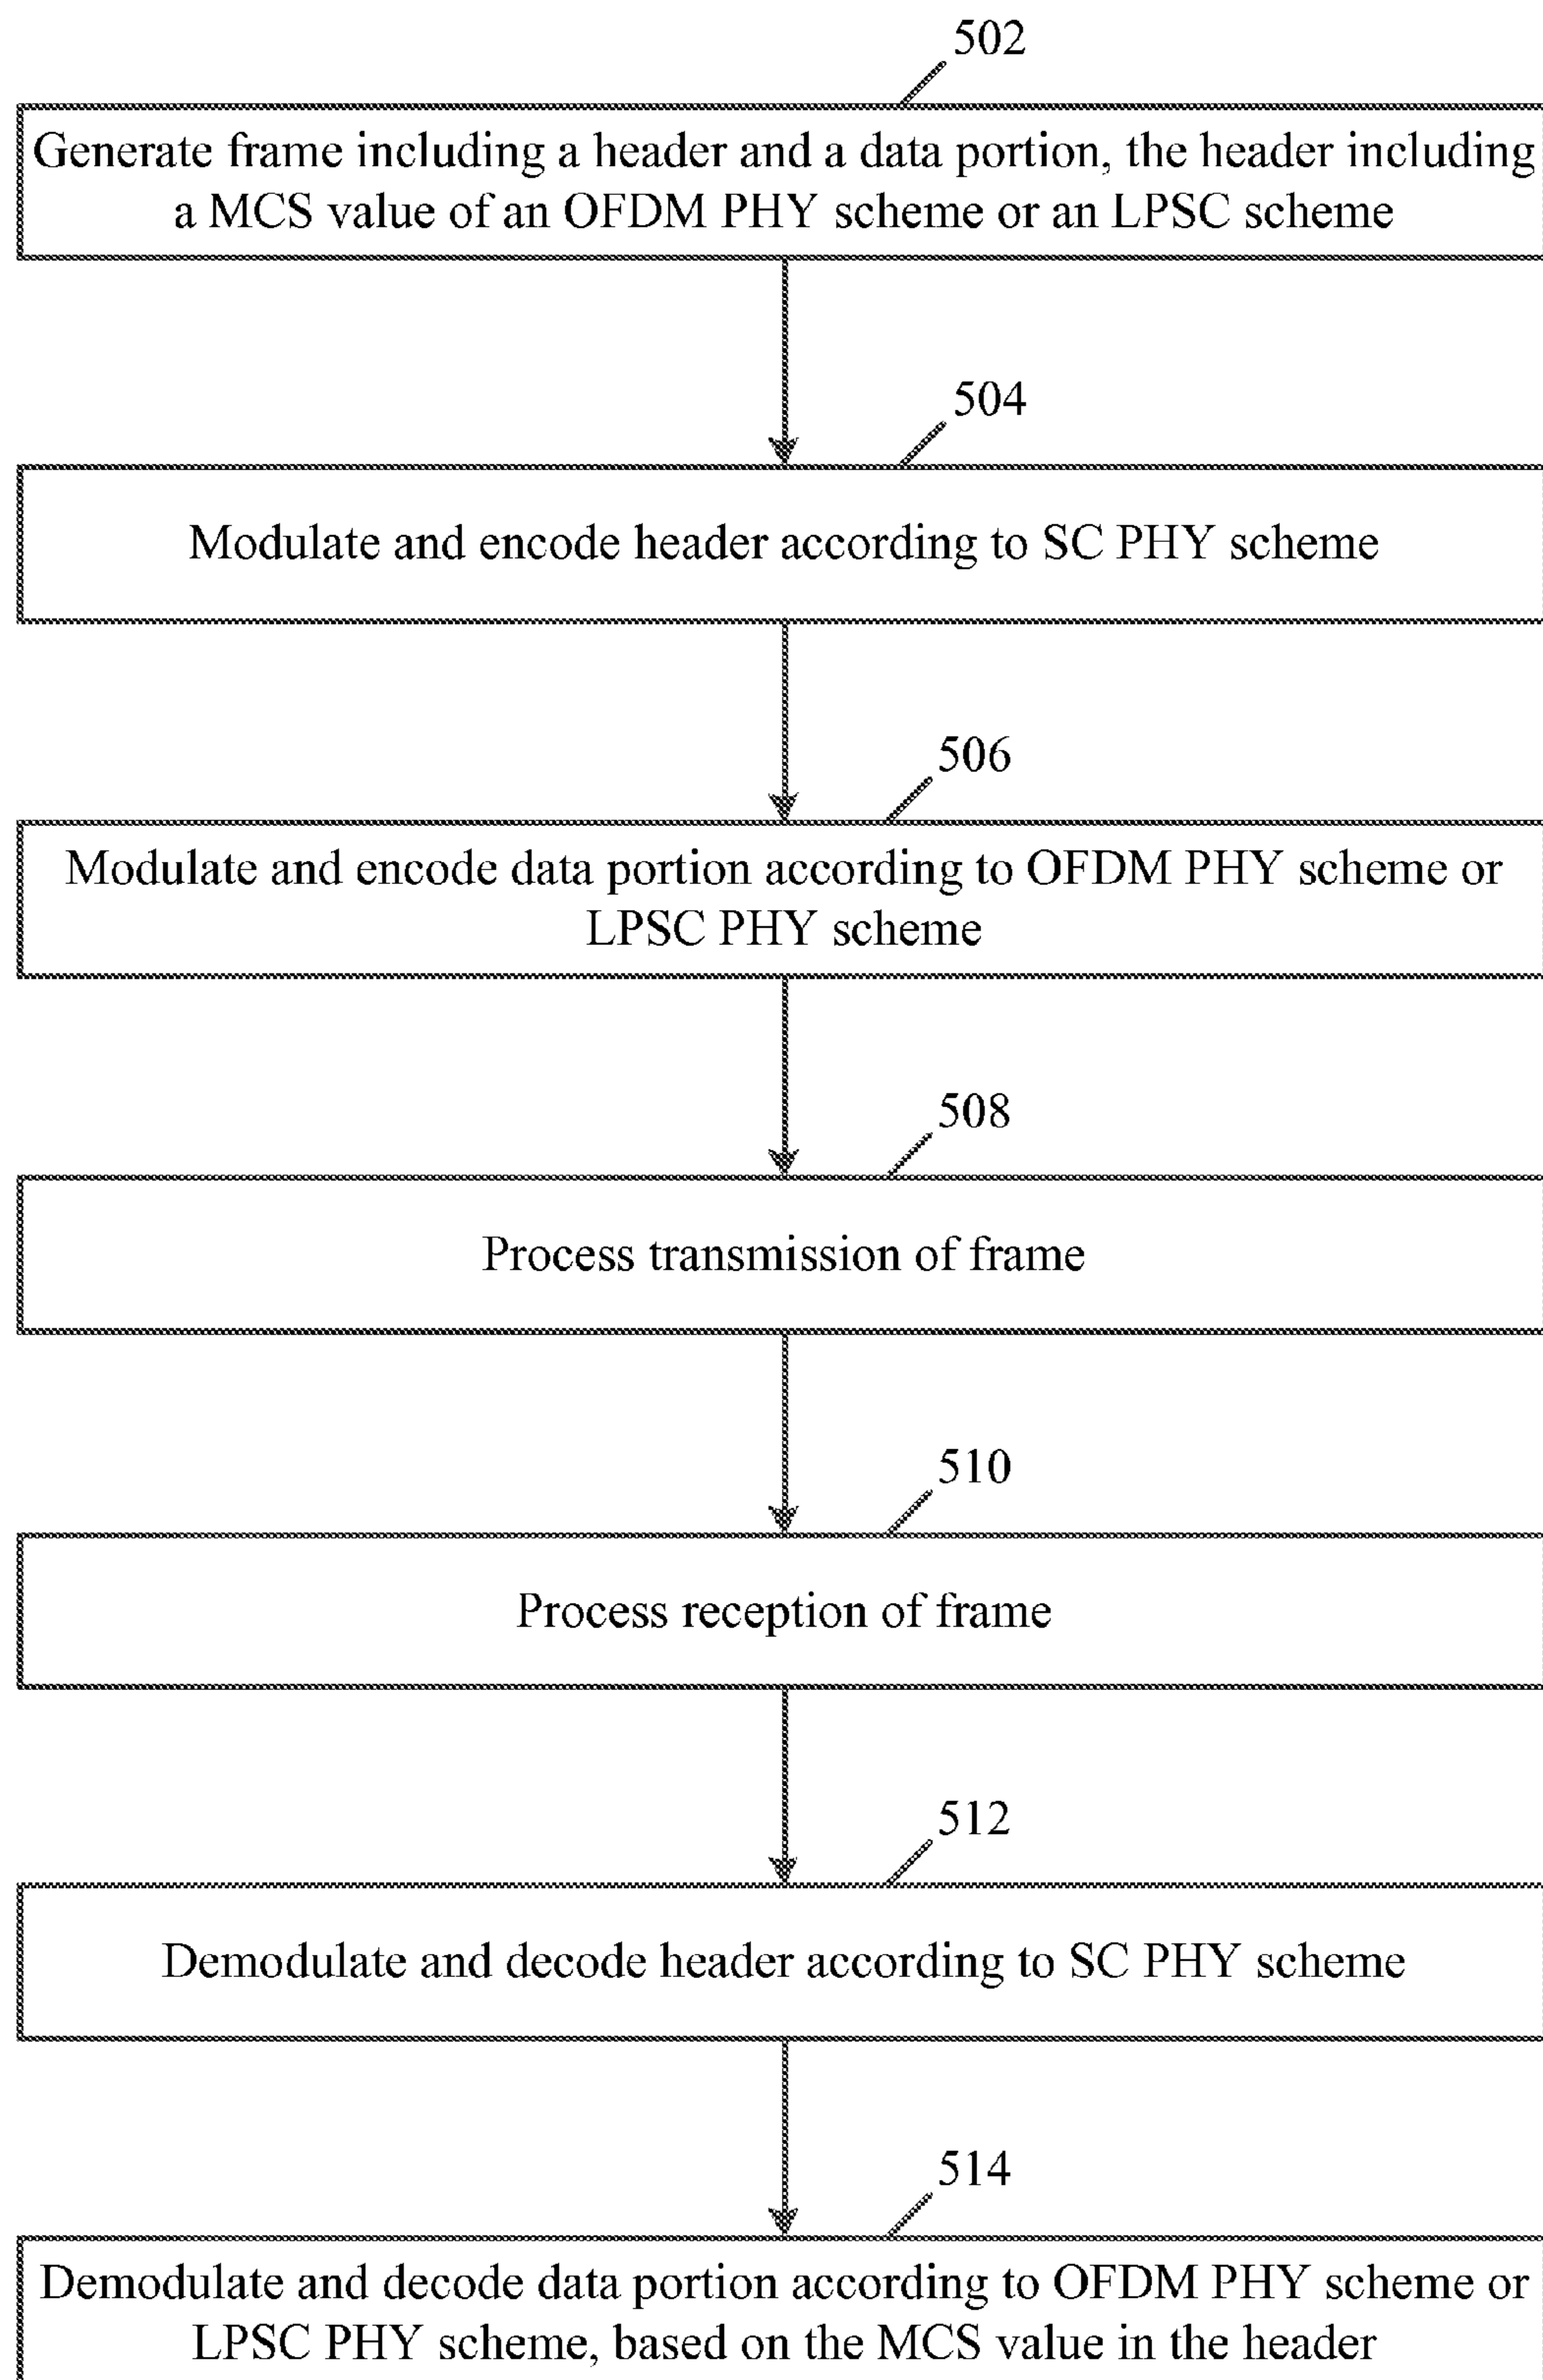 502
Generate frame including a header and a data portion, the header including
a MCS value of an OFDM PHY scheme or an LPSC scheme
504
Modulate and encode header according to SC PHY scheme
506
Modulate and encode data portion according to OFDM PHY scheme or
LPSC PHY scheme
508
Process transmission of frame
510
Process reception of frame
512
Demodulate and decode header according to SC PHY scheme
514
Demodulate and decode data portion according to OFDM PHY scheme or
LPSC PHY scheme, based on the MCS value in the header